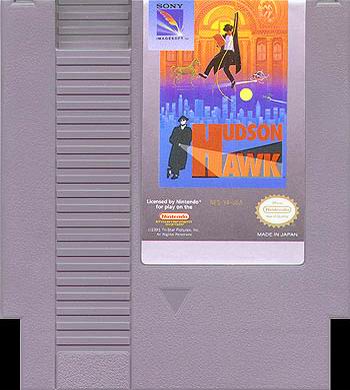 SONY
IMAGESOFT
HUDSON
HAWK
Licensed by Nintendo®
for play on the
Nintendo
©1991 Tri-Star Pictures, Inc.
All Rights Reserved.
NES-YH-USA
MADE IN JAPAN